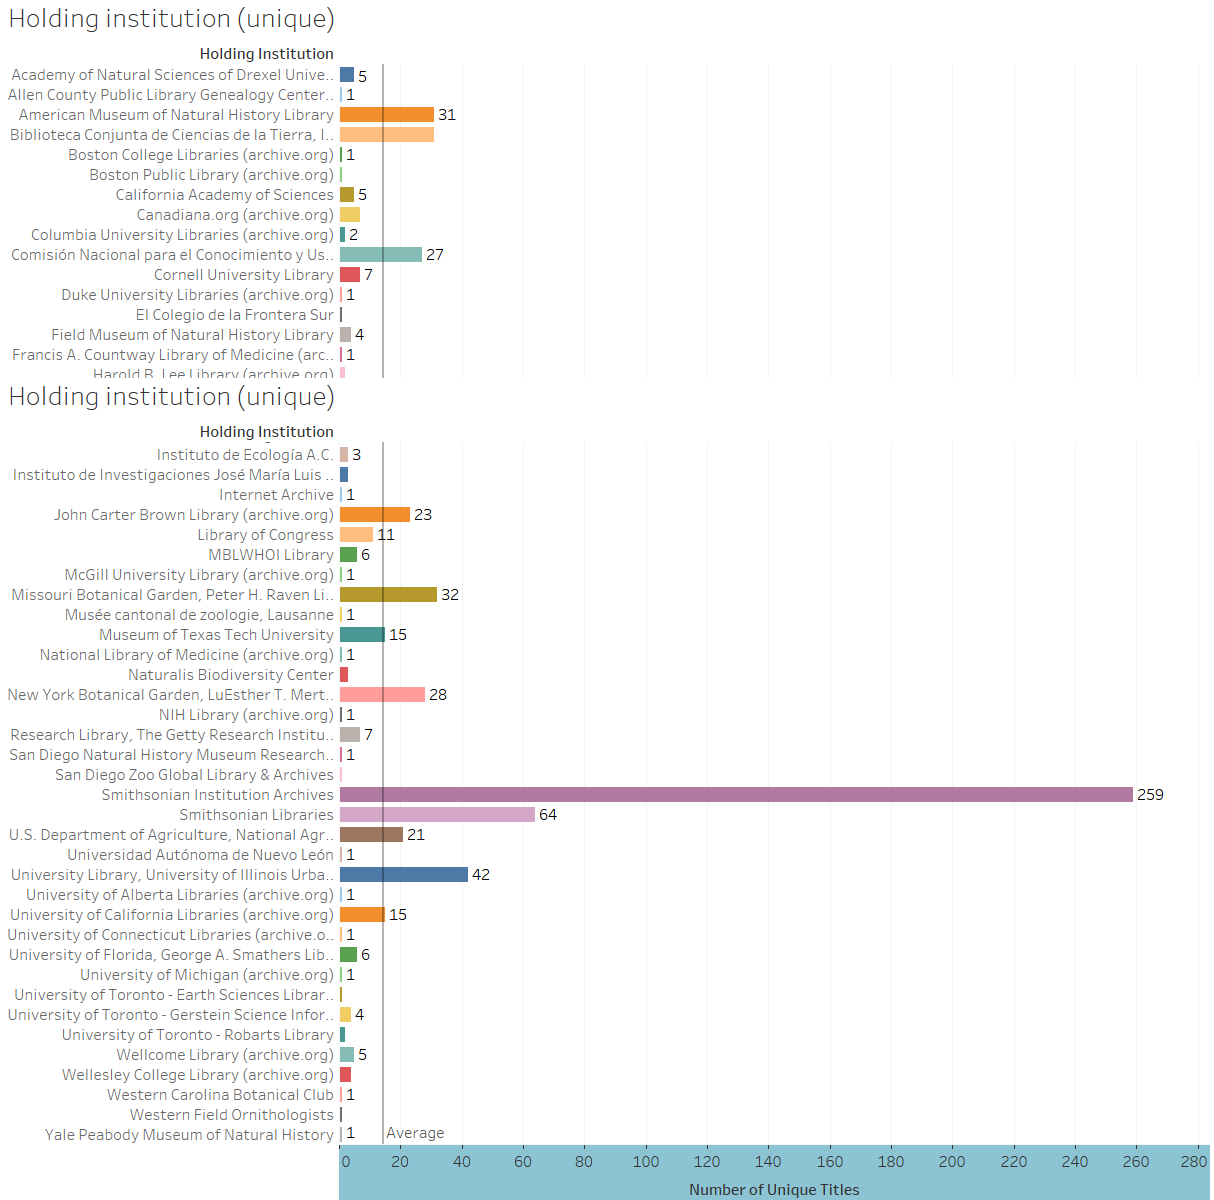 Holding institution (unique)
Holding Institution
Academy of Natural Sciences of Drexel Unive.. 5
Allen County Public Library Genealogy Center.. 1
American Museum of Natural History Library 31
Biblioteca Conjunta de Ciencias de la Tierra, I..
Boston College Libraries (archive.org) 1
Boston Public Library (archive.org)
California Academy of Sciences 5
Canadiana.org (archive.org)
Columbia University Libraries (archive.org) 2
Comisión Nacional para el Conocimiento y Us.. 27
Cornell University Library 7
Duke University Libraries (archive.org) 1
El Colegio de la Frontera Sur
Field Museum of Natural History Library 4
Francis A. Countway Library of Medicine (arc.. 1
Harold B. Lee Library (archive.org)
Holding institution (unique)
Holding Institution
Instituto de Ecología A.C. 3
Instituto de Investigaciones José María Luis ..
Internet Archive 1
John Carter Brown Library (archive.org) 23
Library of Congress 11
MBLWHOI Library 6
McGill University Library (archive.org) 1
Missouri Botanical Garden, Peter H. Raven Li.. 32
Musée cantonal de zoologie, Lausanne 1
Museum of Texas Tech University 15
National Library of Medicine (archive.org) 1
Naturalis Biodiversity Center
New York Botanical Garden, LuEsther T. Mert.. 28
NIH Library (archive.org) 1
Research Library, The Getty Research Institu.. 7
San Diego Natural History Museum Research.. 1
San Diego Zoo Global Library & Archives
Smithsonian Institution Archives 259
Smithsonian Libraries 64
U.S. Department of Agriculture, National Agr.. 21
Universidad Autónoma de Nuevo León 1
University Library, University of Illinois Urba.. 42
University of Alberta Libraries (archive.org) 1
University of California Libraries (archive.org) 15
University of Connecticut Libraries (archive.o.. 1
University of Florida, George A. Smathers Lib.. 6
University of Michigan (archive.org) 1
University of Toronto - Earth Sciences Librar..
University of Toronto - Gerstein Science Infor.. 4
University of Toronto - Robarts Library
Wellcome Library (archive.org) 5
Wellesley College Library (archive.org)
Western Carolina Botanical Club 1
Western Field Ornithologists
Yale Peabody Museum of Natural History 1 Average
0 20 40 60 80 100 120 140 160 180 200 220 240 260 280
Number of Unique Titles